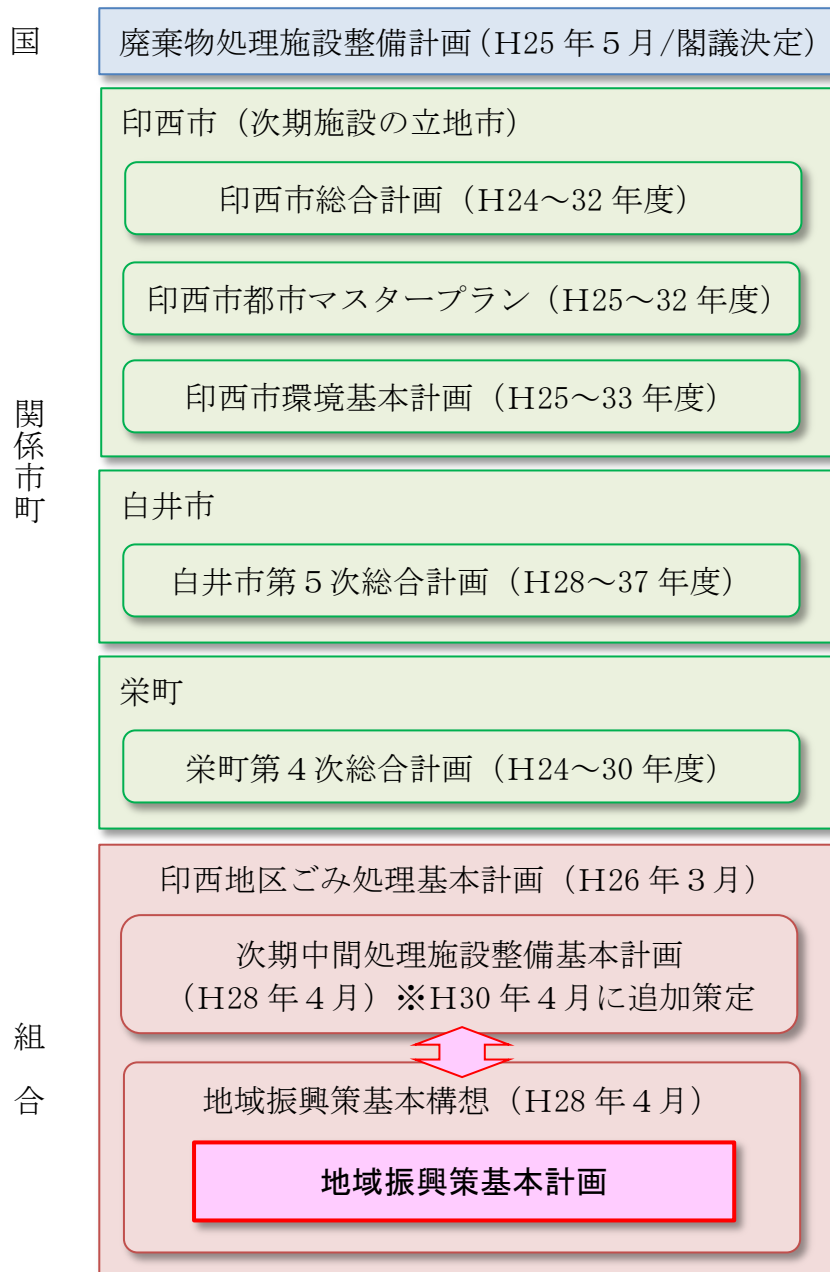 国
廃棄物処理施設整備計画（H25 年５月/閣議決定）
関係市町
印西市（次期施設の立地市）
印西市総合計画（H24～32 年度）
印西市都市マスタープラン（H25～32 年度）
印西市環境基本計画（H25～33 年度）
白井市
白井市第５次総合計画（H28～37 年度）
栄町
栄町第４次総合計画（H24～30 年度）
組合
印西地区ごみ処理基本計画（H26 年３月）
次期中間処理施設整備基本計画
（H28 年４月）※H30 年４月に追加策定
地域振興策基本構想（H28 年４月）
地域振興策基本計画